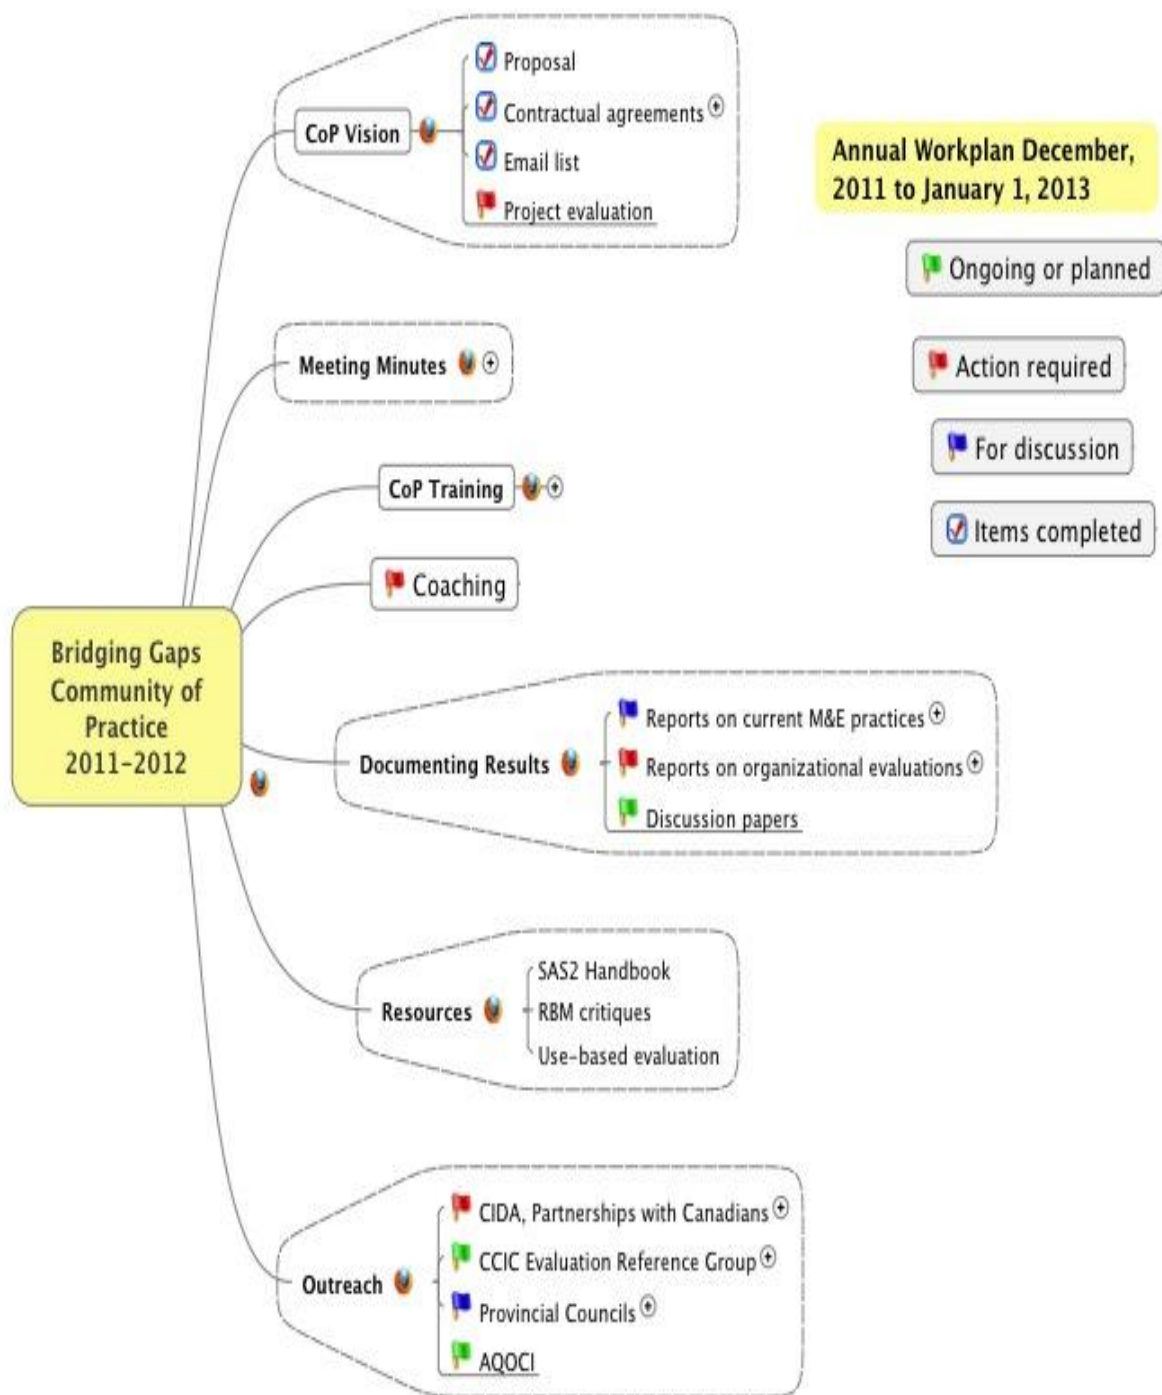 Proposal
Contractual agreements
CoP Vision
Email list
Project evaluation
Annual Workplan December,
2011 to January 1, 2013
Ongoing or planned
Meeting Minutes
Action required
For discussion
CoP Training
Items completed
Coaching
Bridging Gaps
Community of
Practice
2011-2012
Reports on current M&E practices
Documenting Results
Reports on organizational evaluations
Discussion papers
SAS2 Handbook
Resources
RBM critiques
Use-based evaluation
CIDA, Partnerships with Canadians
CCIC Evaluation Reference Group
Outreach
Provincial Councils
AQOCI